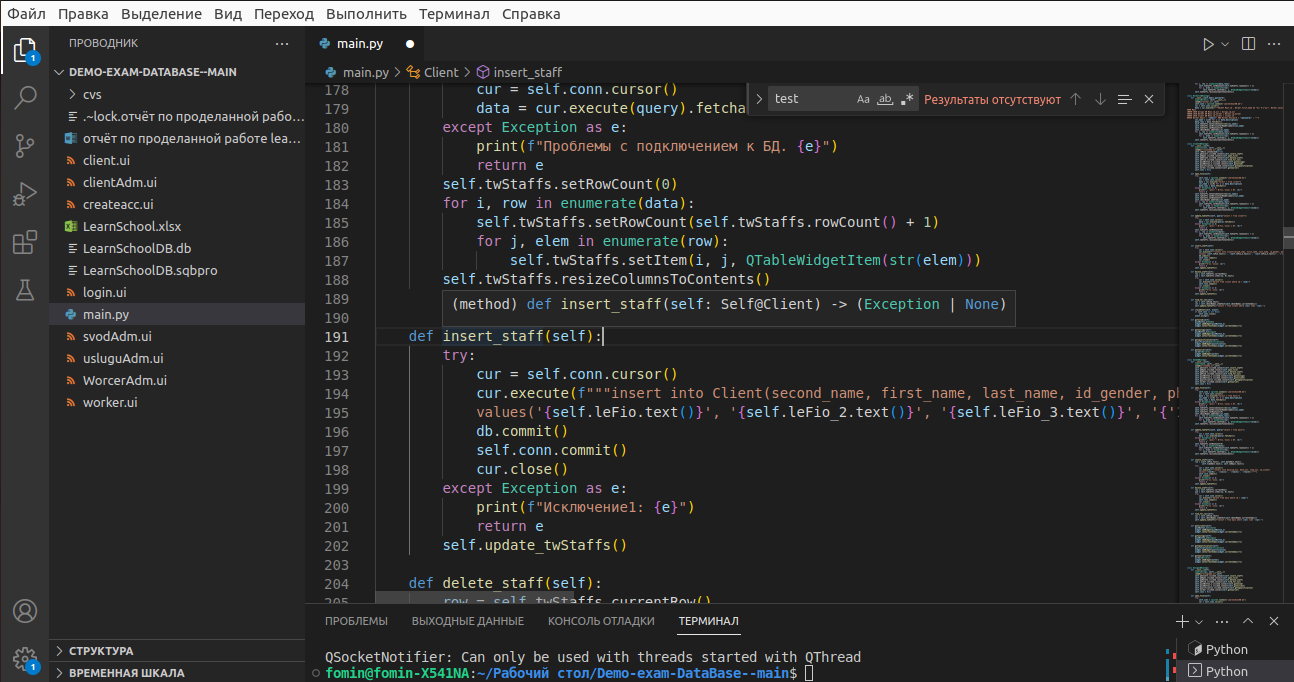 Файл Правка Выделение Вид Переход Выполнить Терминал Справка
ПРОВОДНИК
DEMO-EXAM-DATABASE--MAIN
cvs
.~lock.отчёт по проделанной рабо...
отчёт по проделанной работе lea...
client.ui
clientAdm.ui
createacc.ui
LearnSchool.xlsx
LearnSchoolDB.db
LearnSchoolDB.sqbpro
login.ui
main.py
svodAdm.ui
usluguAdm.ui
WorcerAdm.ui
worker.ui
СТРУКТУРА
ВРЕМЕННАЯ ШКАЛА
1
1
main.py
main.py > Client > insert_staff
test
Aa ab
Результаты отсутствуют
178 cur = self.conn.cursor()
179 data = cur.execute(query).fetcha
180 except Exception as e:
181 print(f"Проблемы с подключением к БД. {e}")
182 return e
183 self.twStaffs.setRowCount(0)
184 for i, row in enumerate(data):
185 self.twStaffs.setRowCount(self.twStaffs.rowCount() + 1)
186 for j, elem in enumerate(row):
187 self.twStaffs.setItem(i, j, QTableWidgetItem(str(elem)))
188 self.twStaffs.resizeColumnsToContents()
189
(method) def insert_staff(self: Self@Client) -> (Exception | None)
190
191 def insert_staff(self):
192 try:
193 cur = self.conn.cursor()
194 cur.execute(f"""insert into Client(second_name, first_name, last_name, id_gender, ph
195 values('{self.leFio.text()}', '{self.leFio_2.text()}', '{self.leFio_3.text()}', '{'
196 db.commit()
197 self.conn.commit()
198 cur.close()
199 except Exception as e:
200 print(f"Исключение1: {e}")
201 return e
202 self.update_twStaffs()
203
204 def delete_staff(self):
205 row = self.twStaffs.currentRow()
ПРОБЛЕМЫ ВЫХОДНЫЕ ДАННЫЕ КОНСОЛЬ ОТЛАДКИ ТЕРМИНАЛ
QSocketNotifier: Can only be used with threads started with QThread
fomin@fomin-X541NA:~/Рабочий стол/Demo-exam-DataBase--main$
Python
Python